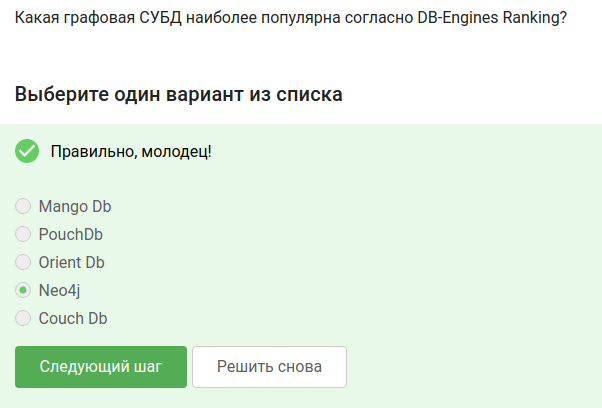 Какая графовая СУБД наиболее популярна согласно DB-Engines Ranking?
Выберите один вариант из списка
Правильно, молодец!
Mango Db
PouchDb
Orient Db
Neo4j
Couch Db
Следующий шаг
Решить снова